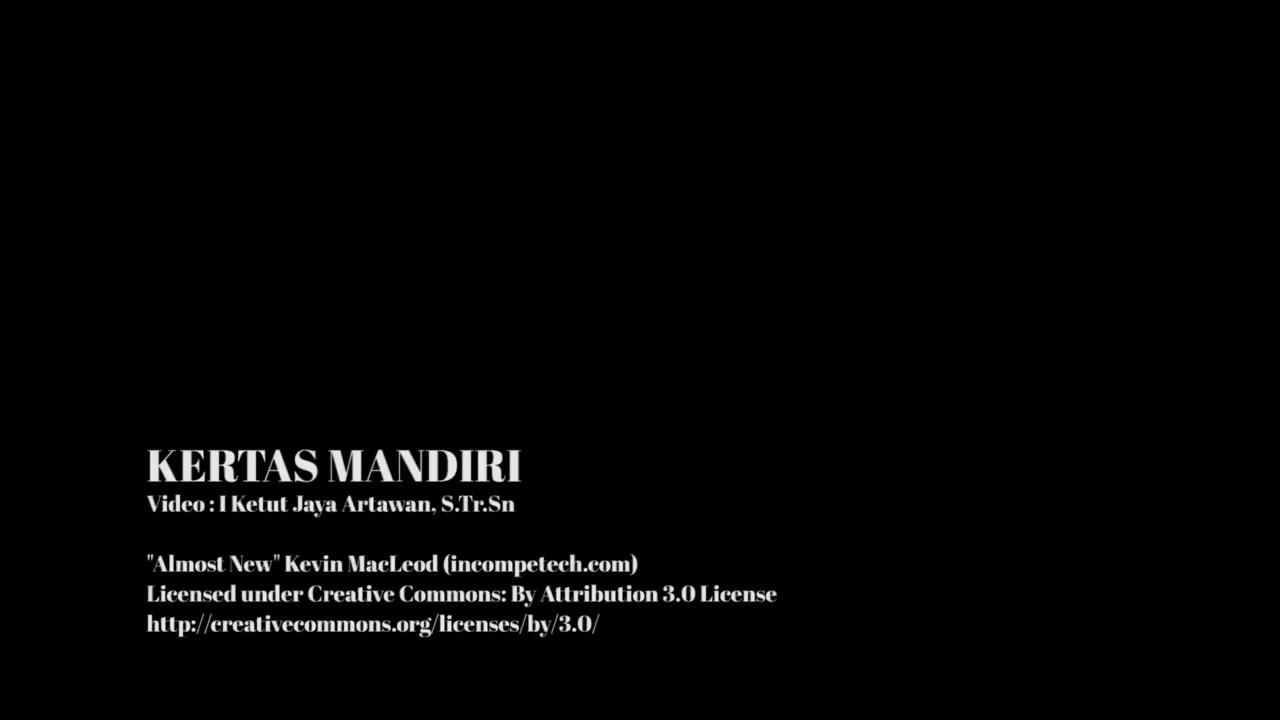 KERTAS MANDIRI
Video : I Ketut Jaya Artawan, S.Tr.Sn
"Almost New" Kevin MacLeod (incompetech.com)
Licensed under Creative Commons: By Attribution 3.0 License
http://creativecommons.org/licenses/by/3.0/